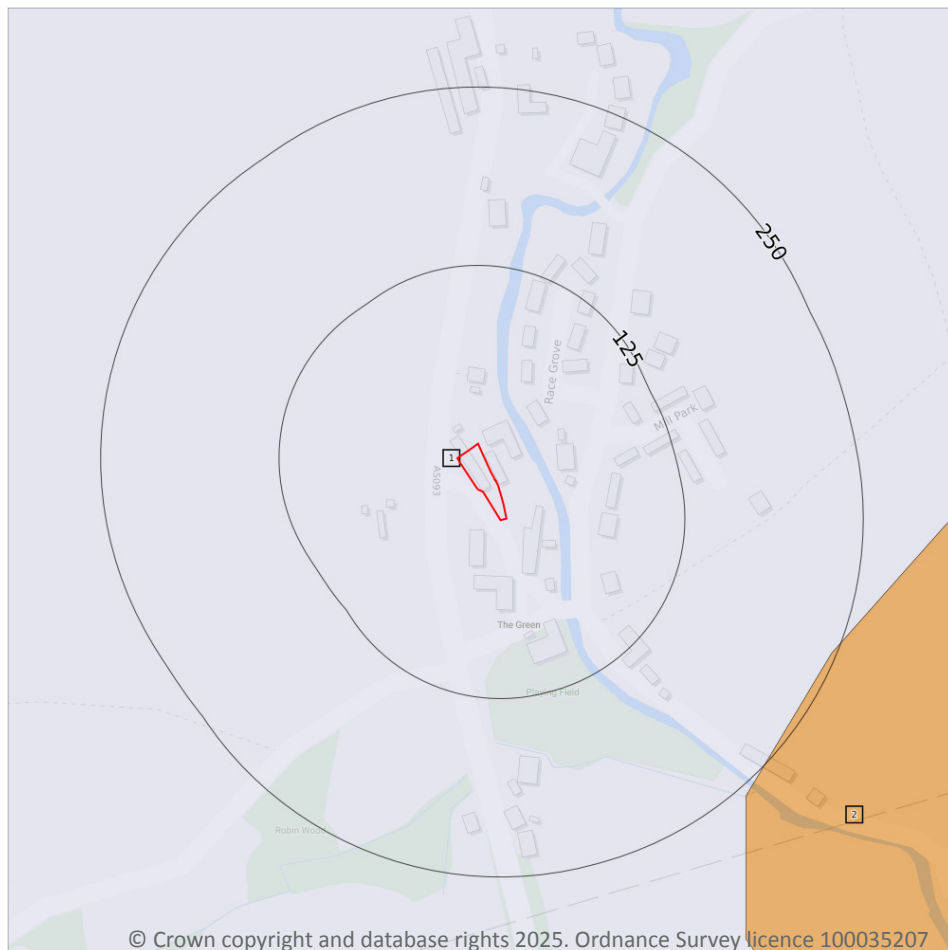 250
125
Race Grove
Mill Park
1
A5093
The Green
Playing Field
2
Robin Wood
© Crown copyright and database rights 2025. Ordnance Survey licence 100035207